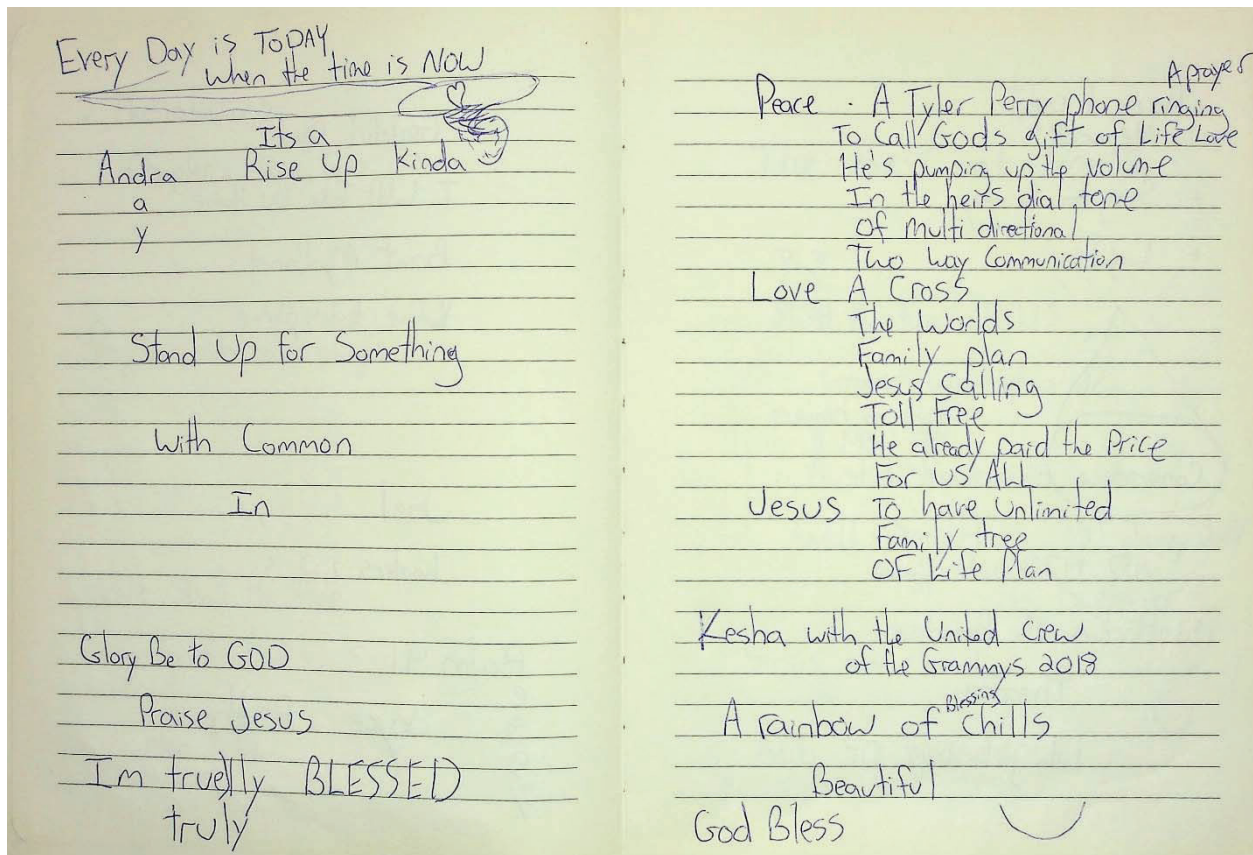 Every Day is TODAY
When the time is NOW
Its a
Andra Rise Up Kinda
a
y
Stand Up for Something
With Common
In
Glory Be to GOD
Praise Jesus
Im truelly BLESSED
truly
A prayer
Peace . A Tyler Perry phone ringing
To Call Gods gift of Life Love
He's pumping up the Volume
In the heirs dial tone
Of multi directional
Two Way Communication
Love A Cross
The Worlds
Family plan
Jesus Calling
Toll Free
He already paid the Price
For US ALL
Jesus To have Unlimited
Family tree
OF Life Plan
Kesha with the United Crew
of the Grammys 2018
Blessing
A rainbow of Chills
Beautiful
God Bless